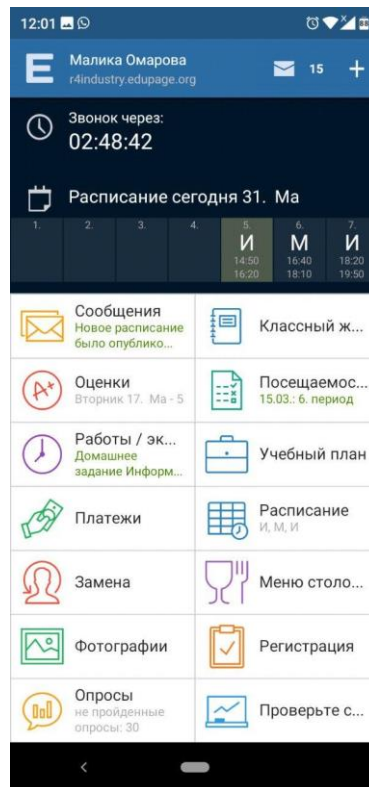 12:01
E Малика Омарова
r4industry.edupage.org
15 +
Звонок через:
02:48:42
Расписание сегодня 31. Ма
1. 2. 3. 4. 5. 6. 7.
И М И
14:50 16:40 18:20
16:20 18:10 19:50
Сообщения
Новое расписание
было опублико...
Классный ж...
Оценки
Вторник 17. Ма - 5
Посещаемос...
15.03.: 6. период
Работы / эк...
Домашнее
задание Информ...
Учебный план
Платежи
Расписание
И, М, И
Замена
Меню столо...
Фотографии
Регистрация
Опросы
не пройденные
опросы: 30
Проверьте с...